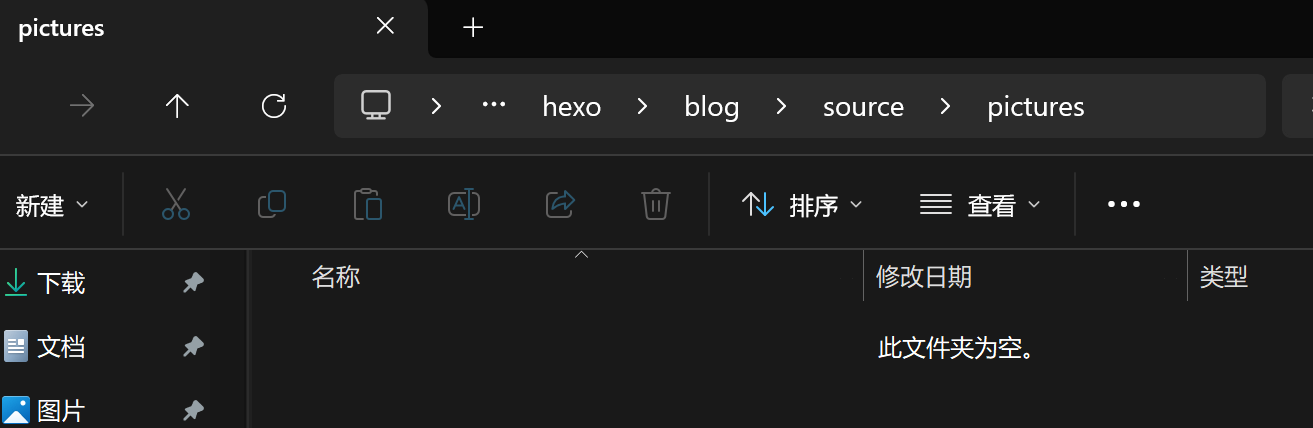 pictures
hexo blog source pictures
新建 排序 查看
名称 修改日期 类型
下载
此文件夹为空。
文档
图片